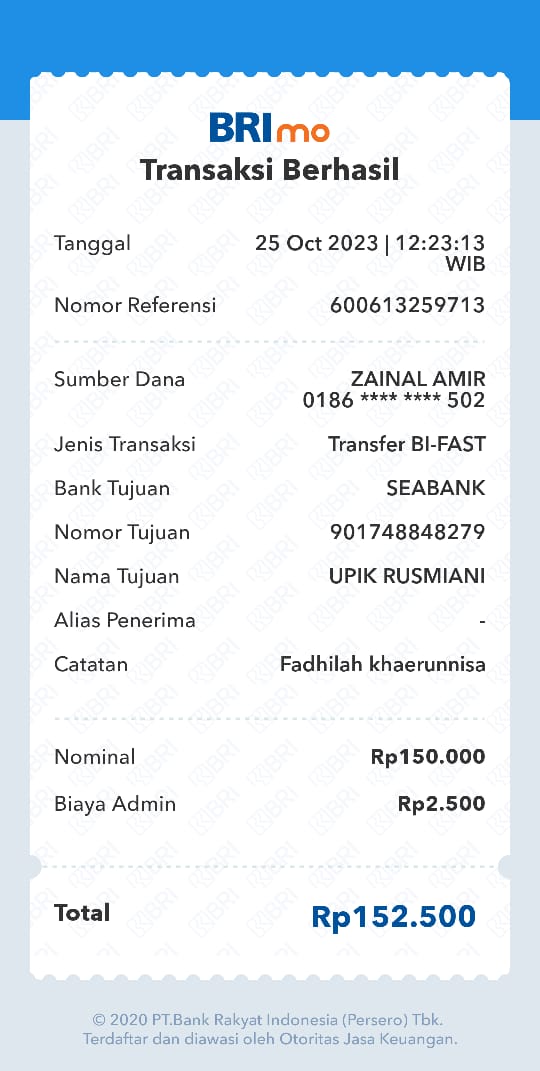 BRImo
Transaksi Berhasil
Tanggal 25 Oct 2023 | 12:23:13
WIB
Nomor Referensi 600613259713
Sumber Dana ZAINAL AMIR
0186 **** **** 502
Jenis Transaksi Transfer BI-FAST
Bank Tujuan SEABANK
Nomor Tujuan 901748848279
Nama Tujuan UPIK RUSMIANI
Alias Penerima -
Catatan Fadhilah khaerunnisa
Nominal Rp150.000
Biaya Admin Rp2.500
Total Rp152.500
© 2020 PT.Bank Rakyat Indonesia (Persero) Tbk.
Terdaftar dan diawasi oleh Otoritas Jasa Keuangan.